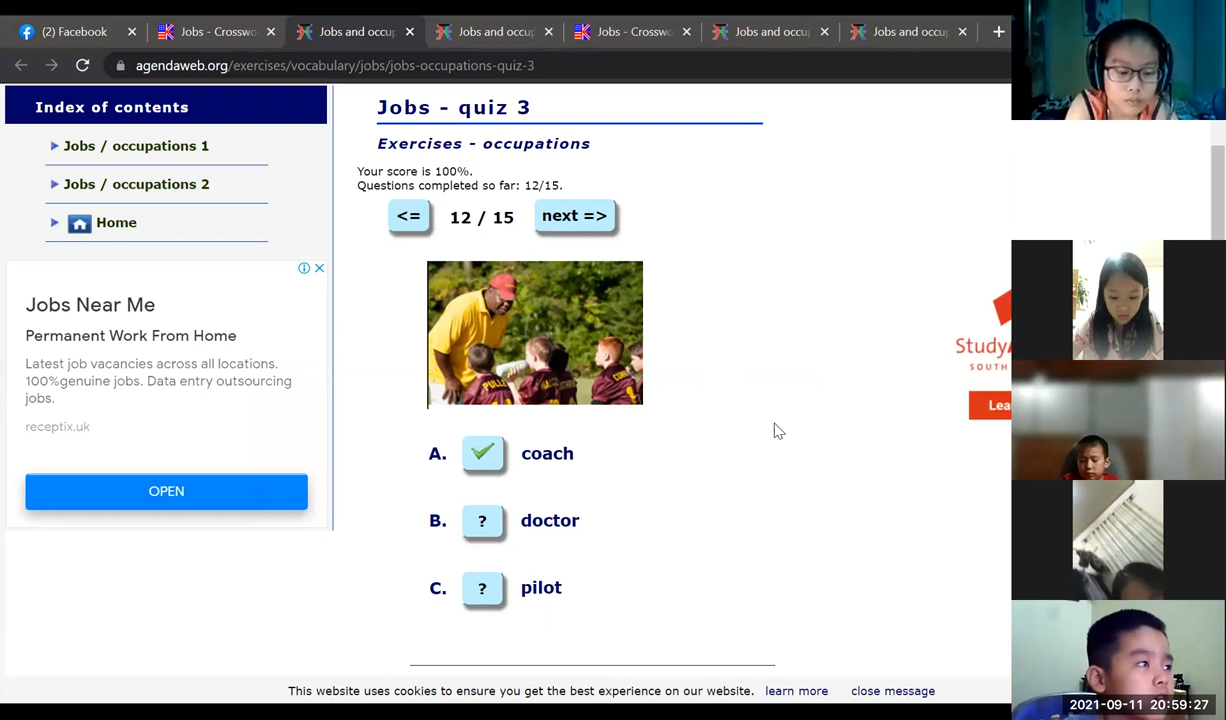 (2) Facebook
Jobs - Crosswo
Jobs and occup
Jobs and occup
Jobs - Crosswo
Jobs and occup
Jobs and occup
agendaweb.org/exercises/vocabulary/jobs/jobs-occupations-quiz-3
Index of contents
Jobs / occupations 1
Jobs / occupations 2
Home
Jobs Near Me
Permanent Work From Home
Latest job vacancies across all locations.
100%genuine jobs. Data entry outsourcing
jobs.
receptix.uk
OPEN
Jobs - quiz 3
Exercises - occupations
Your score is 100%.
Questions completed so far: 12/15.
<= 12 / 15 next =>
A. coach
B. ? doctor
C. ? pilot
StudyA
SOUTH
Lea
This website uses cookies to ensure you get the best experience on our website. learn more close message
2021-09-11 20:59:27